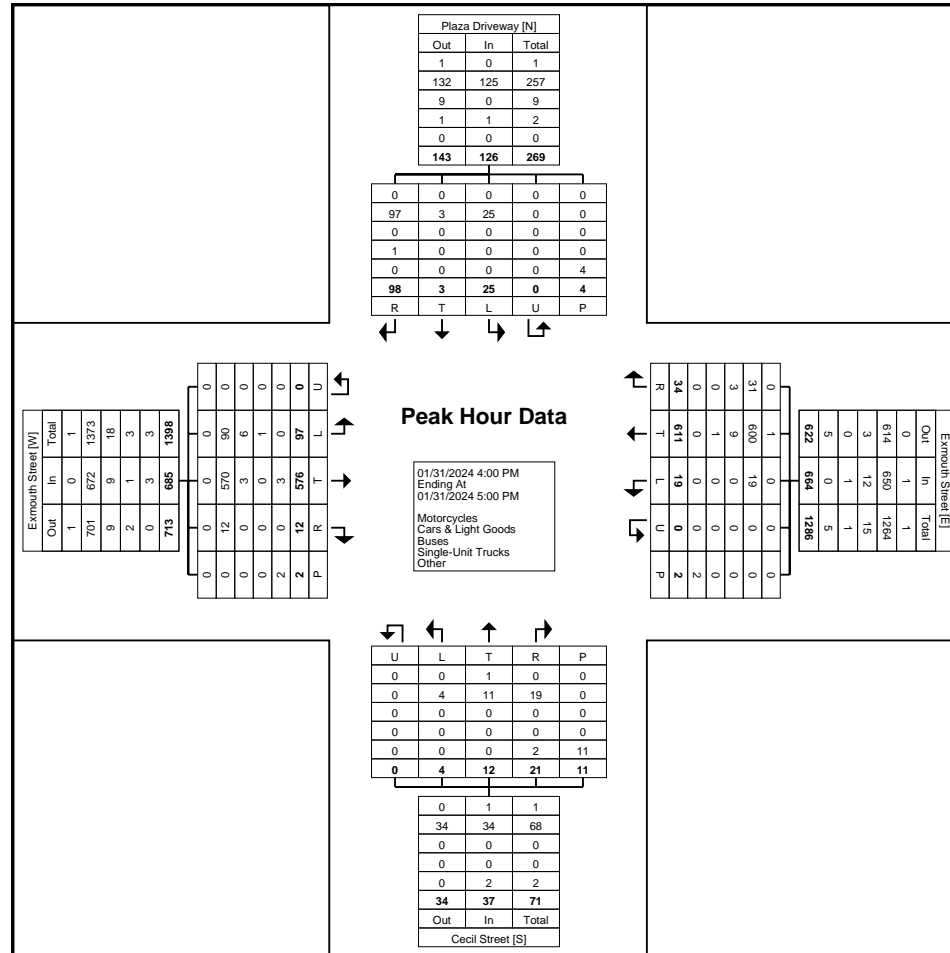 Plaza Driveway [N]
Out In Total
1 0 1
132 125 257
9 0 9
1 1 2
0 0 0
143 126 269
0 0 0 0 0
97 3 25 0 0
0 0 0 0 0
1 0 0 0 0
0 0 0 0 4
98 3 25 0 4
R T L U P
Exmouth Street [W]
Total In Out
1 0 1
1373 672 701
18 9 9
3 1 2
3 3 0
1398 685 713
0 0 0 0 0
0 90 570 12 0
0 6 3 0 0
0 1 0 0 0
0 0 3 0 2
0 97 576 12 2
U L T R P
Peak Hour Data
01/31/2024 4:00 PM
Ending At
01/31/2024 5:00 PM
Motorcycles
Cars & Light Goods
Buses
Single-Unit Trucks
Other
Exmouth Street [E]
Out In Total
0 1 1
614 650 1264
3 12 15
0 1 1
5 0 5
622 664 1286
0 1 0 0 0
31 600 19 0 0
3 9 0 0 0
0 1 0 0 0
0 0 0 0 2
34 611 19 0 2
R T L U P
U L T R P
0 0 1 0 0
0 4 11 19 0
0 0 0 0 0
0 0 0 0 0
0 0 0 2 11
0 4 12 21 11
0 1 1
34 34 68
0 0 0
0 0 0
0 2 2
34 37 71
Out In Total
Cecil Street [S]